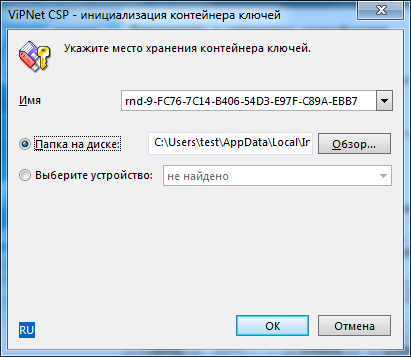 ViPNet CSP - инициализация контейнера ключей
Укажите место хранения контейнера ключей.
Имя rnd-9-FC76-7C14-B406-54D3-E97F-C89A-EBB7
Папка на диске: C:\Users\test\AppData\Local\In Обзор...
Выберите устройство: не найдено
RU OK Отмена